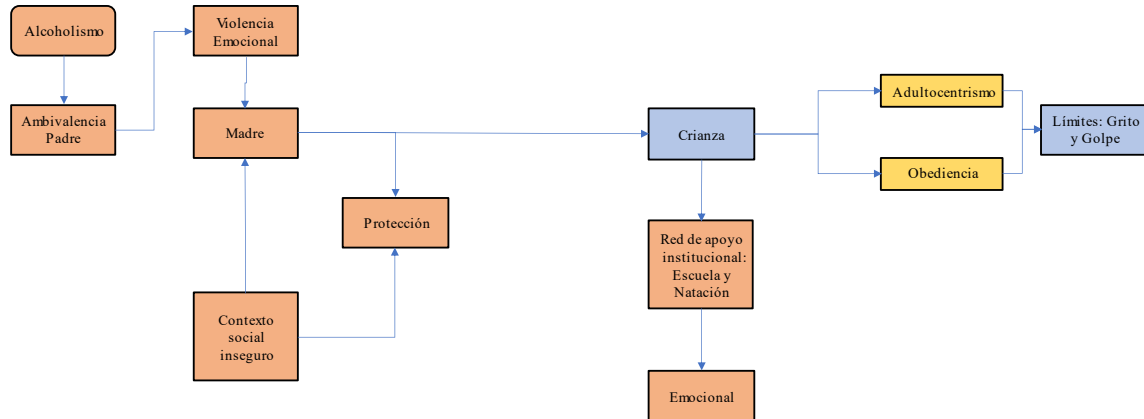 Alcoholismo
Violencia
Emocional
Ambivalencia
Padre
Madre
Crianza
Adultocentrismo
Límites: Grito
y Golpe
Obediencia
Protección
Red de apoyo
institucional:
Escuela y
Natación
Contexto
social
inseguro
Emocional